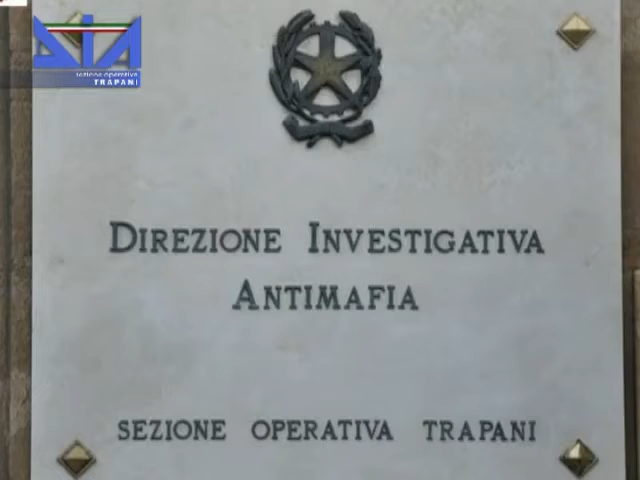 DIA
sezione operativa
TRAPANI
DIREZIONE INVESTIGATIVA
ANTIMAFIA
SEZIONE OPERATIVA TRAPANI